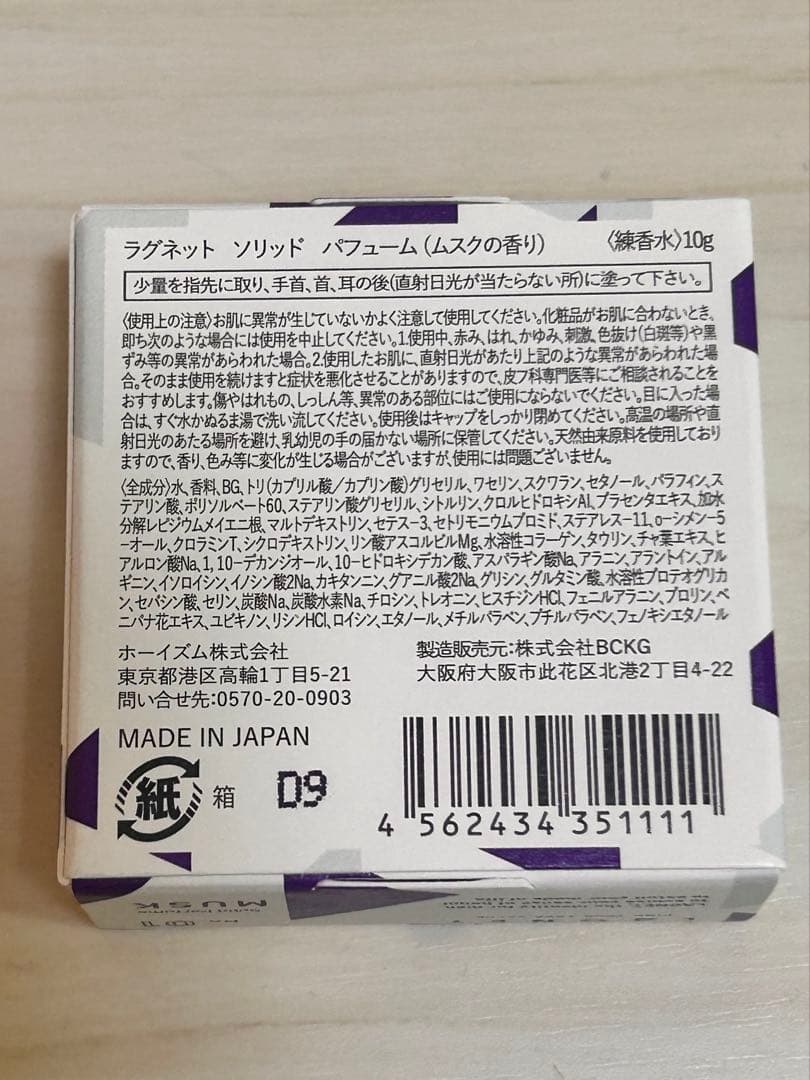 ラグネット ソリッド パフューム(ムスクの香り) 〈練香水〉10g
少量を指先に取り、手首、首、耳の後(直射日光が当たらない所)に塗って下さい。
〈使用上の注意〉お肌に異常が生じていないかよく注意して使用してください。化粧品がお肌に合わないとき、
即ち次のような場合には使用を中止してください。1.使用中、赤み、はれ、かゆみ、刺激、色抜け(白斑等)や黒
ずみ等の異常があらわれた場合。2.使用したお肌に、直射日光があたり上記のような異常があらわれた場
合。そのまま使用を続けますと症状を悪化させることがありますので、皮フ科専門医等にご相談されることを
おすすめします。傷やはれもの、しっしん等、異常のある部位にはご使用にならないでください。目に入った場
合は、すぐ水かぬるま湯で洗い流してください。使用後はキャップをしっかり閉めてください。高温の場所や直
射日光のあたる場所を避け、乳幼児の手の届かない場所に保管してください。天然由来原料を使用しており
ますので、香り、色み等に変化が生じる場合がございますが、使用には問題ございません。
〈全成分〉水、香料、BG、トリ(カプリル酸/カプリン酸)グリセリル、ワセリン、スクワラン、セタノール、パラフィン、ス
テアリン酸、ポリソルベート60、ステアリン酸グリセリル、シトルリン、クロルヒドロキシAl、プラセンタエキス、加水
分解レピジウムメイエニ根、マルトデキストリン、セテス-3、セトリモニウムブロミド、ステアレス-11、o-シメン-5
-オール、クロラミンT、シクロデキストリン、リン酸アスコルビルMg、水溶性コラーゲン、タウリン、チャ葉エキス、ヒ
アルロン酸Na、1,10-デカンジオール、10-ヒドロキシデカン酸、アスパラギン酸Na、アラニン、アラントイン、アル
ギニン、イソロイシン、イノシン酸2Na、カキタンニン、グアニル酸2Na、グリシン、グルタミン酸、水溶性プロテオグリカ
ン、セバシン酸、セリン、炭酸Na、炭酸水素Na、チロシン、トレオニン、ヒスチジンHCl、フェニルアラニン、プロリン、ベ
ニバナ花エキス、ユビキノン、リシンHCl、ロイシン、エタノール、メチルパラベン、ブチルパラベン、フェノキシエタノール
ホーイズム株式会社
東京都港区高輪1丁目5-21
問い合せ先:0570-20-0903
製造販売元:株式会社BCKG
大阪府大阪市此花区北港2丁目4-22
MADE IN JAPAN
紙 箱 D9
4 562434 351111
MUSK
Solid Perfume